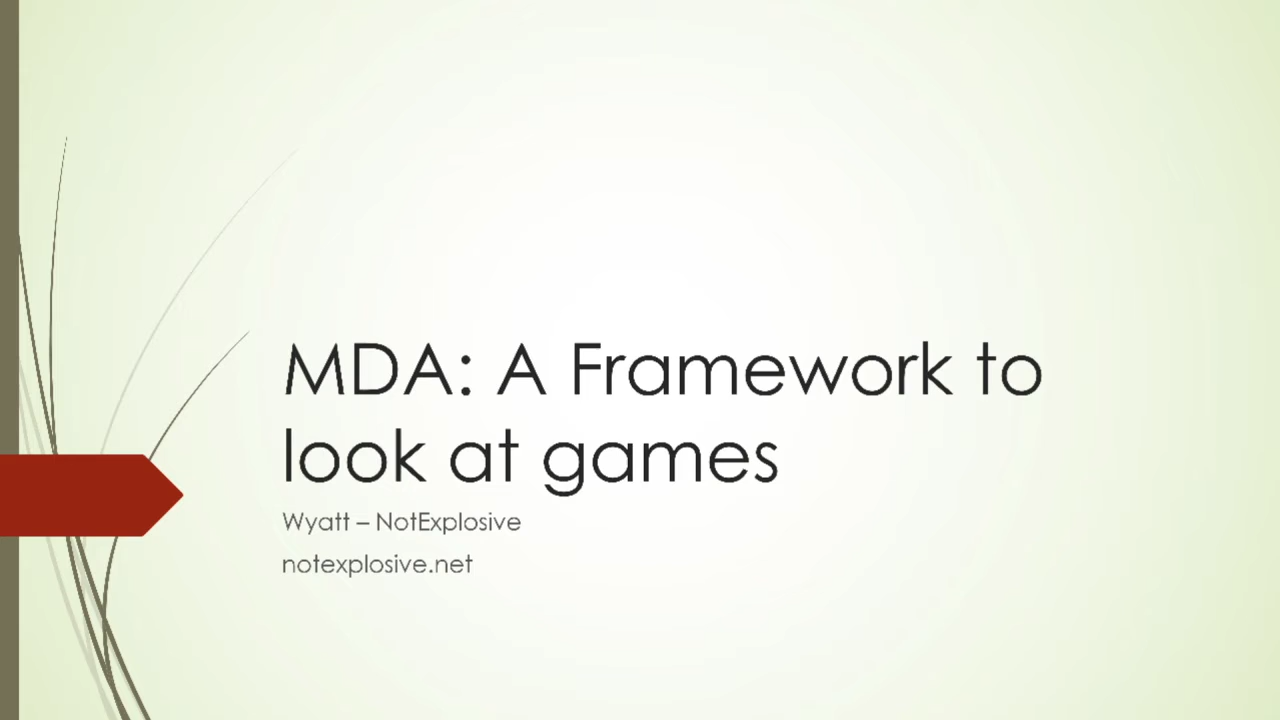 MDA: A Framework to
look at games
Wyatt – NotExplosive
notexplosive.net